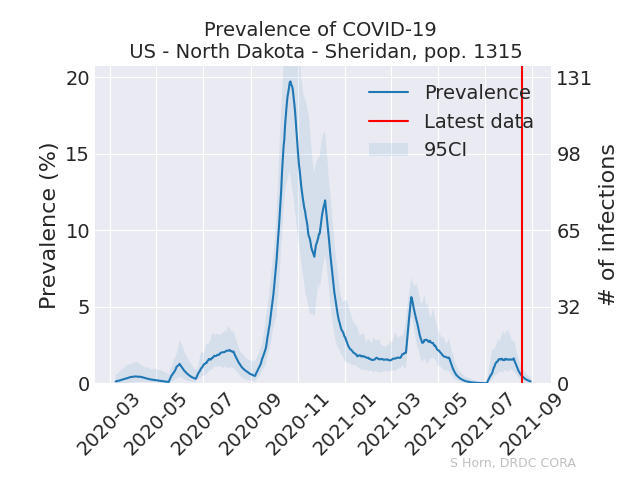 Prevalence of COVID-19
US - North Dakota - Sheridan, pop. 1315
Prevalence (%)
20
15
10
5
0
Prevalence
Latest data
95CI
131
98
65
32
0
# of infections
2020-03
2020-05
2020-07
2020-09
2020-11
2021-01
2021-03
2021-05
2021-07
2021-09
S Horn, DRDC CORA